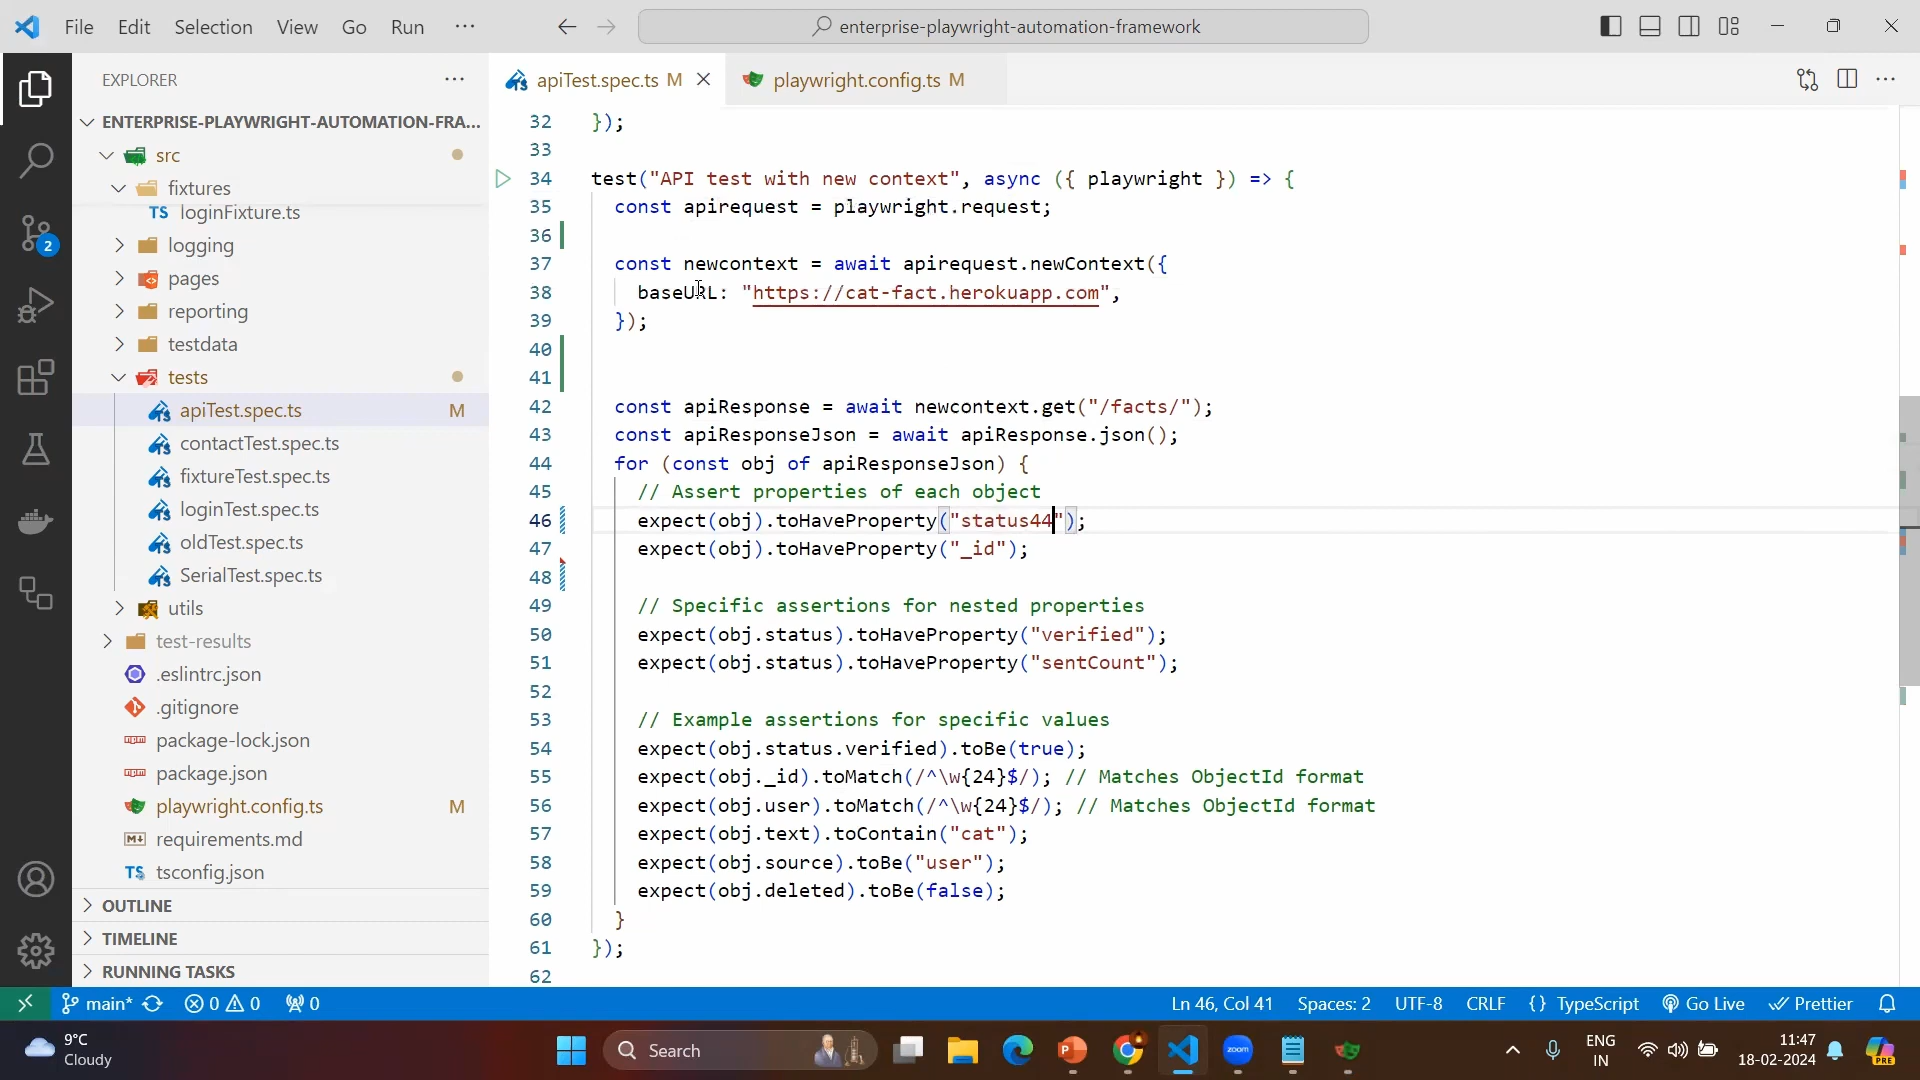 File Edit Selection View Go Run ···
enterprise-playwright-automation-framework
EXPLORER
ENTERPRISE-PLAYWRIGHT-AUTOMATION-FRA...
src
fixtures
TS loginFixture.ts
logging
pages
reporting
testdata
tests
apiTest.spec.ts M
contactTest.spec.ts
fixtureTest.spec.ts
loginTest.spec.ts
oldTest.spec.ts
SerialTest.spec.ts
utils
test-results
.eslintrc.json
.gitignore
package-lock.json
package.json
playwright.config.ts M
requirements.md
TS tsconfig.json
OUTLINE
TIMELINE
RUNNING TASKS
2
apiTest.spec.ts M
playwright.config.ts M
32 });
33
34 test("API test with new context", async ({ playwright }) => {
35 const apirequest = playwright.request;
36
37 const newcontext = await apirequest.newContext({
38 baseURL: "https://cat-fact.herokuapp.com",
39 });
40
41
42 const apiResponse = await newcontext.get("/facts/");
43 const apiResponseJson = await apiResponse.json();
44 for (const obj of apiResponseJson) {
45 // Assert properties of each object
46 expect(obj).toHaveProperty("status44");
47 expect(obj).toHaveProperty("_id");
48
49 // Specific assertions for nested properties
50 expect(obj.status).toHaveProperty("verified");
51 expect(obj.status).toHaveProperty("sentCount");
52
53 // Example assertions for specific values
54 expect(obj.status.verified).toBe(true);
55 expect(obj._id).toMatch(/^\w{24}$/); // Matches ObjectId format
56 expect(obj.user).toMatch(/^\w{24}$/); // Matches ObjectId format
57 expect(obj.text).toContain("cat");
58 expect(obj.source).toBe("user");
59 expect(obj.deleted).toBe(false);
60 }
61 });
62
main* 0 0 0
Ln 46, Col 41 Spaces: 2 UTF-8 CRLF {} TypeScript Go Live Prettier
9°C
Cloudy
Search
zoom
ENG
IN
11:47
18-02-2024
PRE